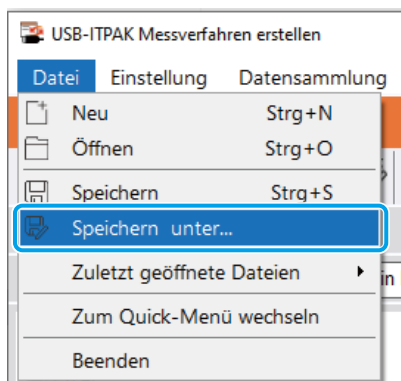 USB-ITPAK Messverfahren erstellen
Datei Einstellung Datensammlung
Neu Strg+N
Öffnen Strg+O
Speichern Strg+S
Speichern unter...
Zuletzt geöffnete Dateien
in
Zum Quick-Menü wechseln
Beenden